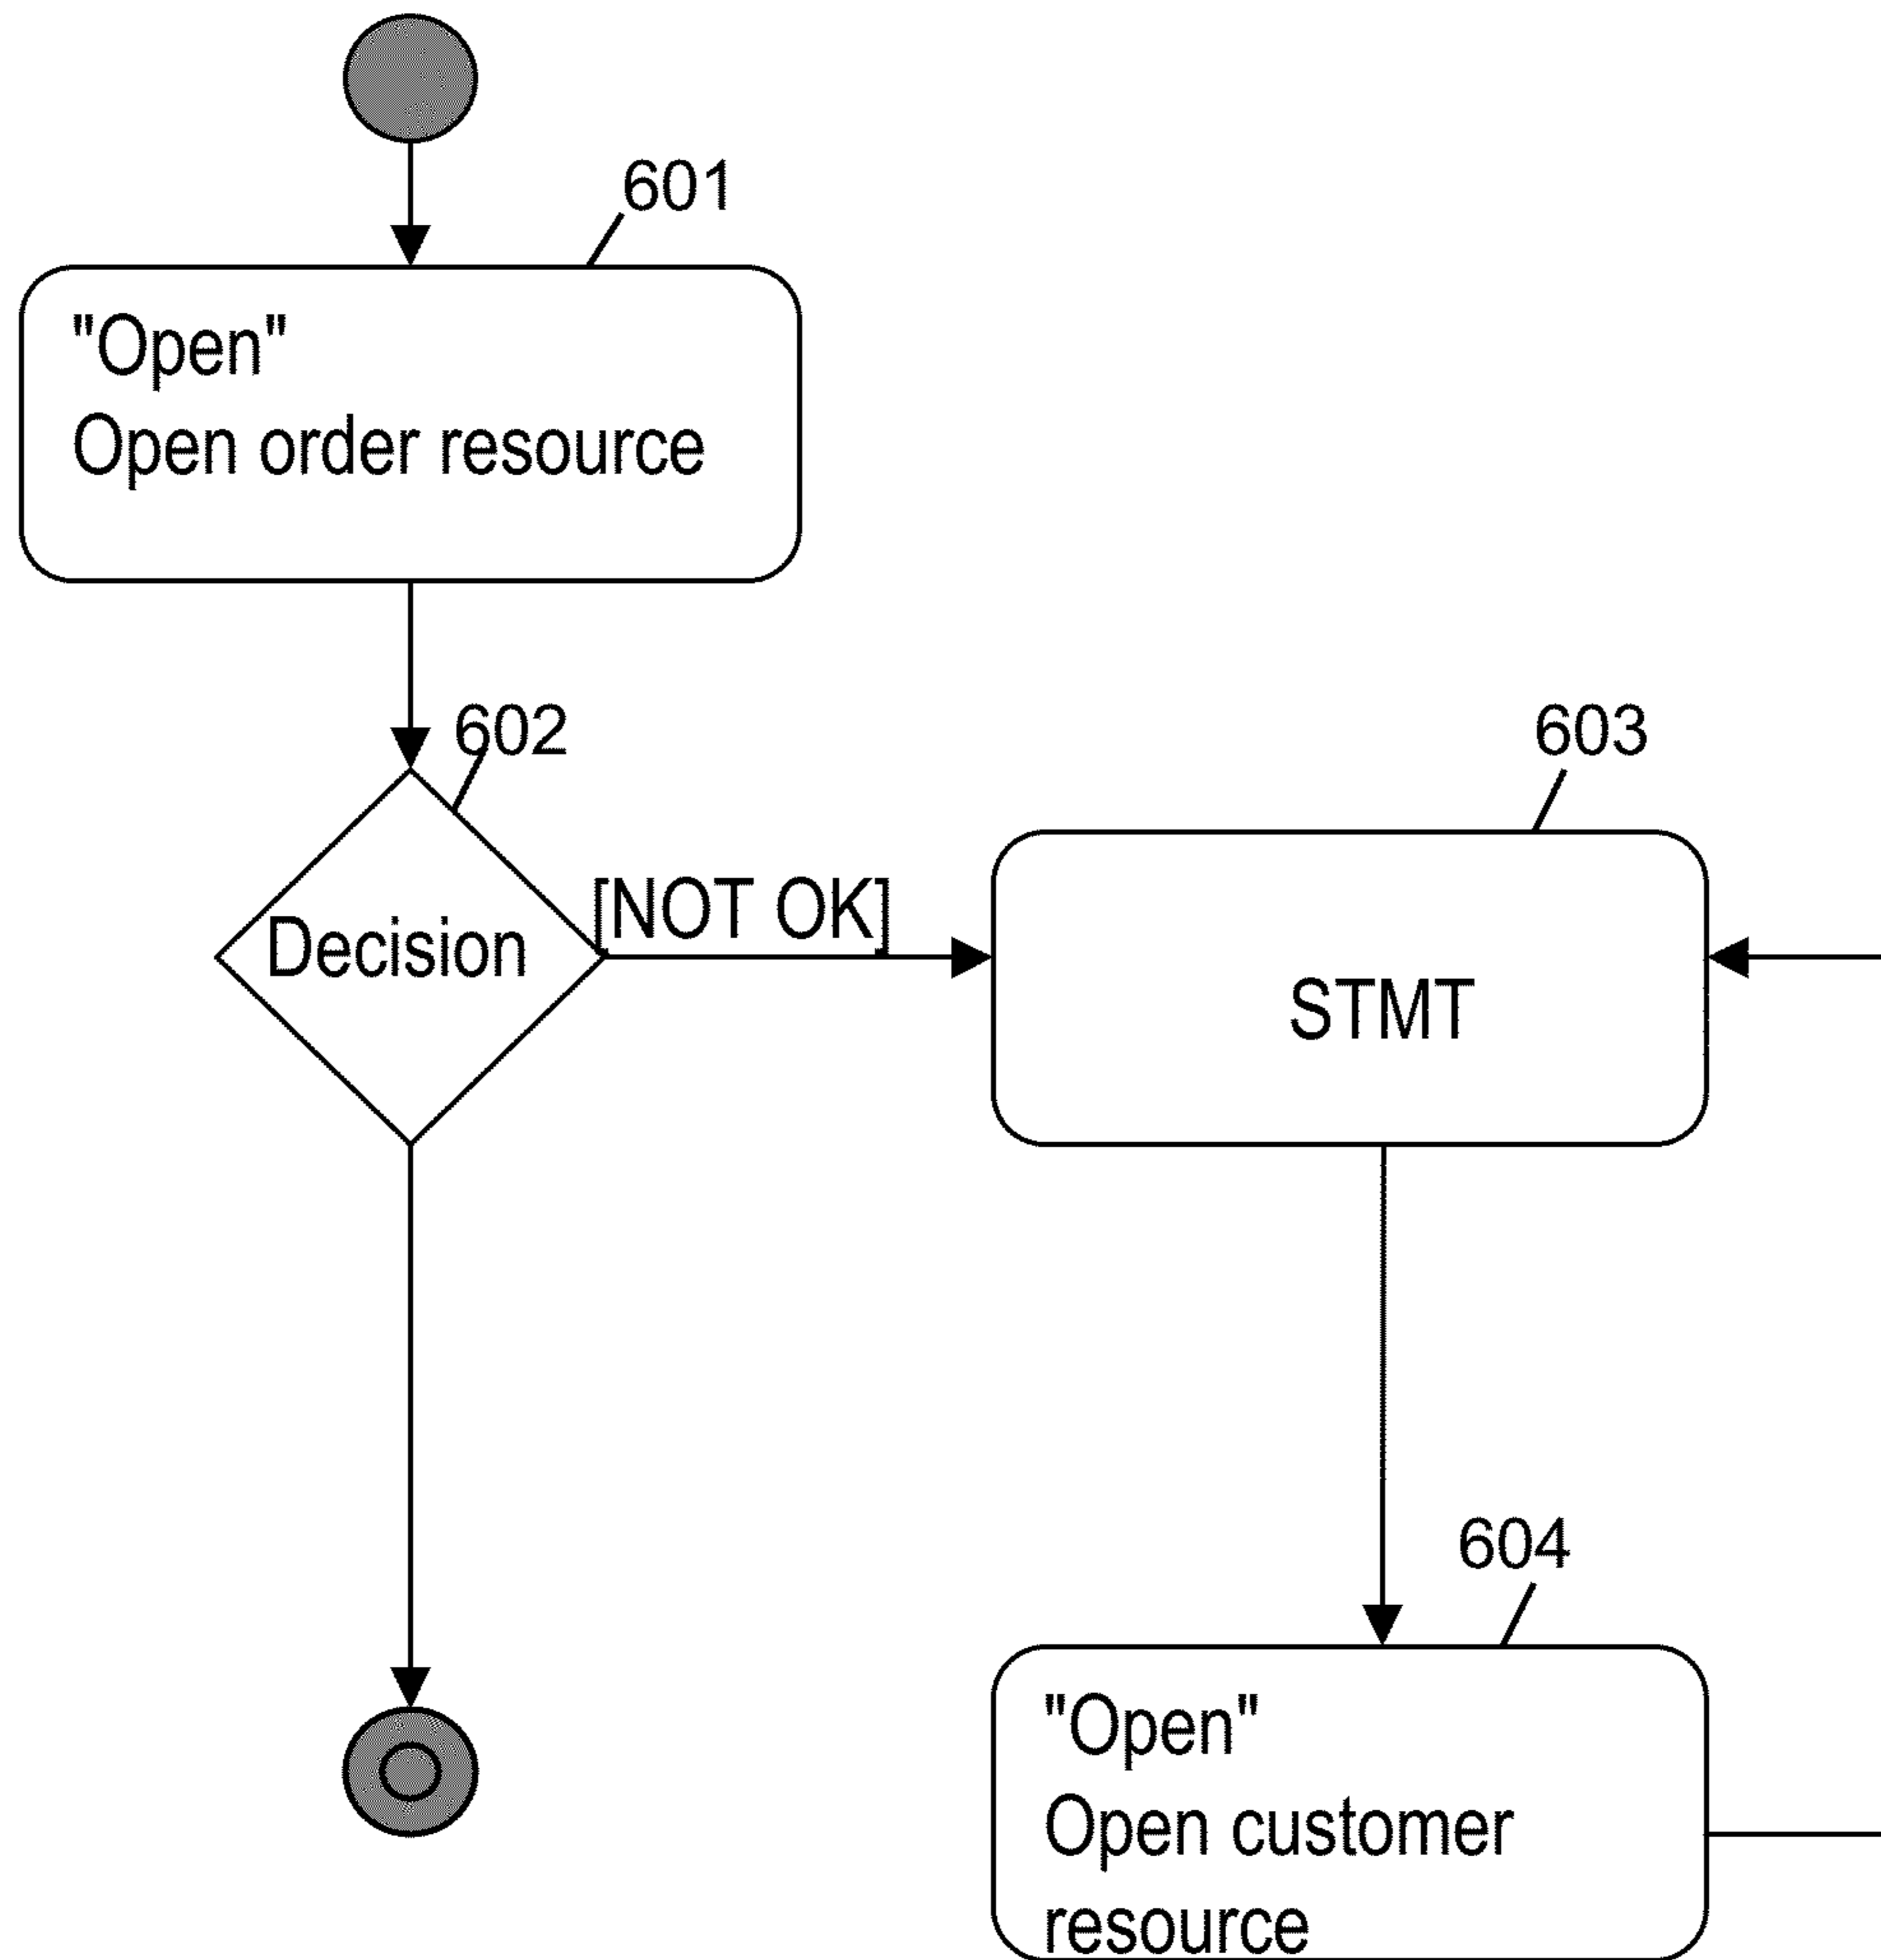 601
"Open"
Open order resource
602
603
Decision
[NOT OK]
STMT
604
"Open"
Open customer
resource